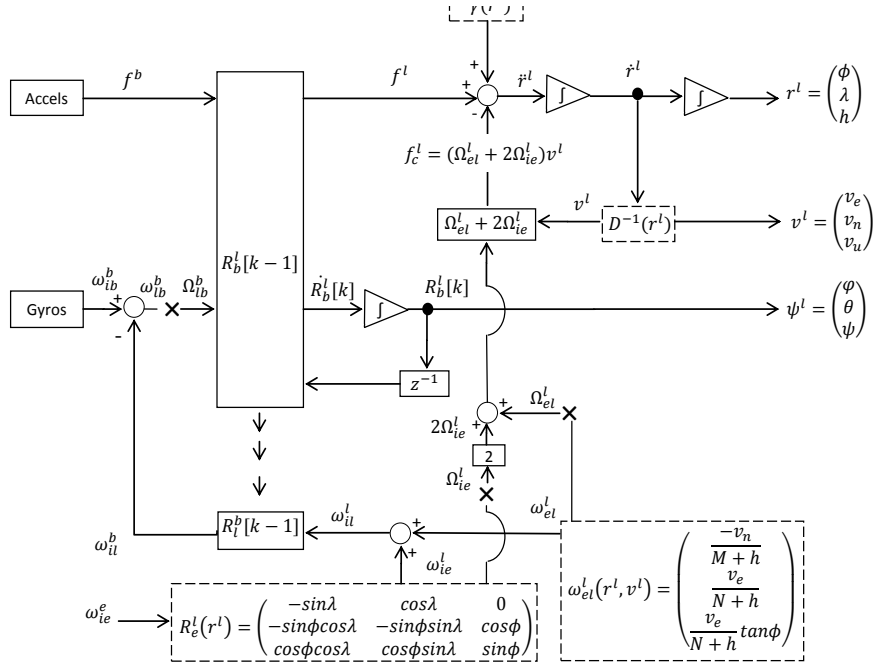 γ(r^l)
+
f^b
f^l
+
r̈^l
ṙ^l
Accels
∫
∫
r^l = (ϕ λ h)
-
f_c^l = (Ω_el^l + 2Ω_ie^l)v^l
v^l
Ω_el^l + 2Ω_ie^l
D^{-1}(r^l)
v^l = (v_e v_n v_u)
R_b^l[k − 1]
ω_ib^b
ω_lb^b
Ω_lb^b
Ṙ_b^l[k]
R_b^l[k]
Gyros
+
-
∫
ψ^l = (φ θ ψ)
z^{-1}
Ω_el^l
+
2Ω_ie^l
+
2
Ω_ie^l
R_l^b[k − 1]
ω_il^l
ω_el^l
+
ω_il^b
+
ω_ie^l
ω_ie^e
R_e^l(r^l) = (−sinλ cosλ 0
−sinϕcosλ −sinϕsinλ cosϕ
cosϕcosλ cosϕsinλ sinϕ)
ω_el^l(r^l, v^l) = (−v_n/(M + h)
v_e/(N + h)
v_e/(N + h) tanϕ)